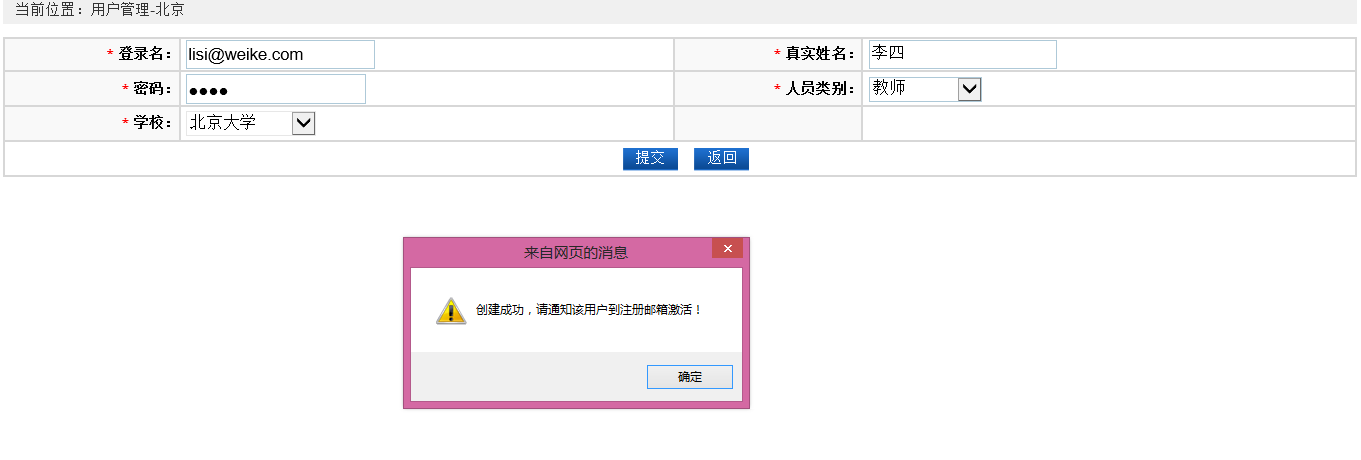 当前位置：用户管理-北京
* 登录名：
lisi@weike.com
* 真实姓名：
李四
* 密码：
●●●●
* 人员类别：
教师
* 学校：
北京大学
提交
返回
来自网页的消息
创建成功，请通知该用户到注册邮箱激活！
确定